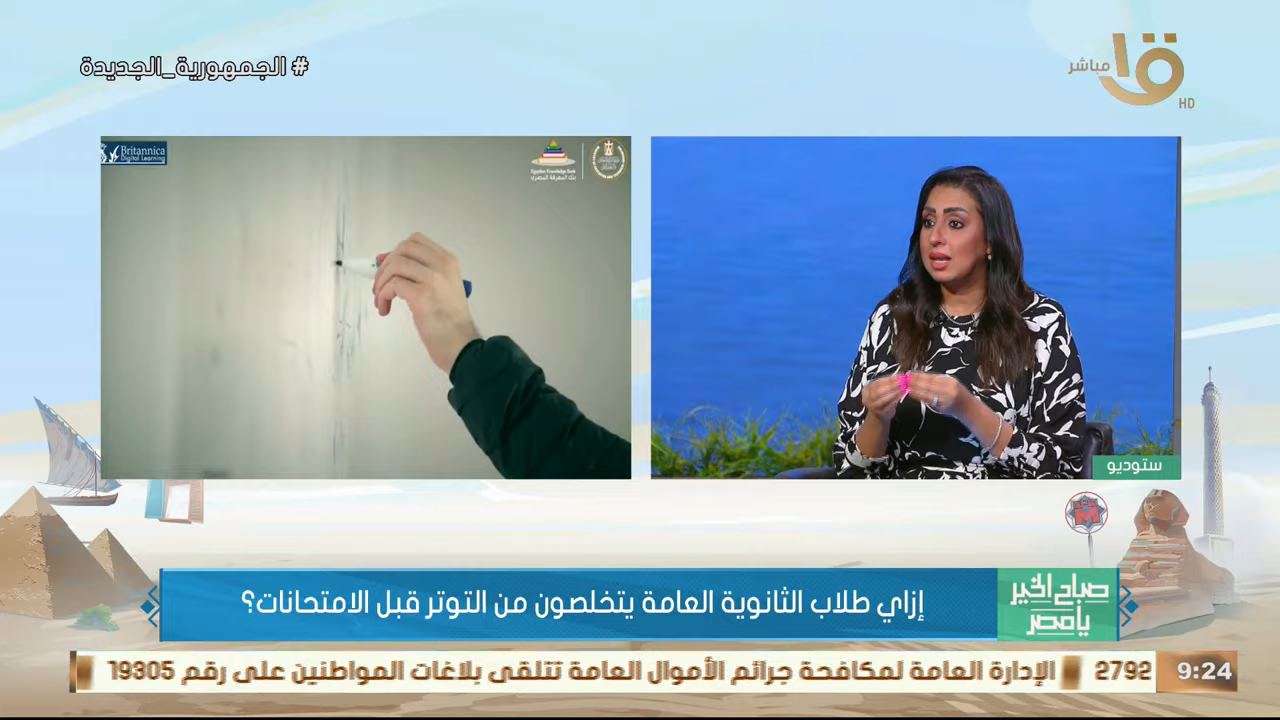 # الجمهورية_الجديدة
مباشر
HD
Britannica
Digital Learning
Egyptian Knowledge Bank
بنك المعرفة المصري
ستوديو
M
صباح الخير
يا مصر
إزاي طلاب الثانوية العامة يتخلصون من التوتر قبل الامتحانات؟
9:24
2792 الإدارة العامة لمكافحة جرائم الأموال العامة تتلقى بلاغات المواطنين على رقم 19305